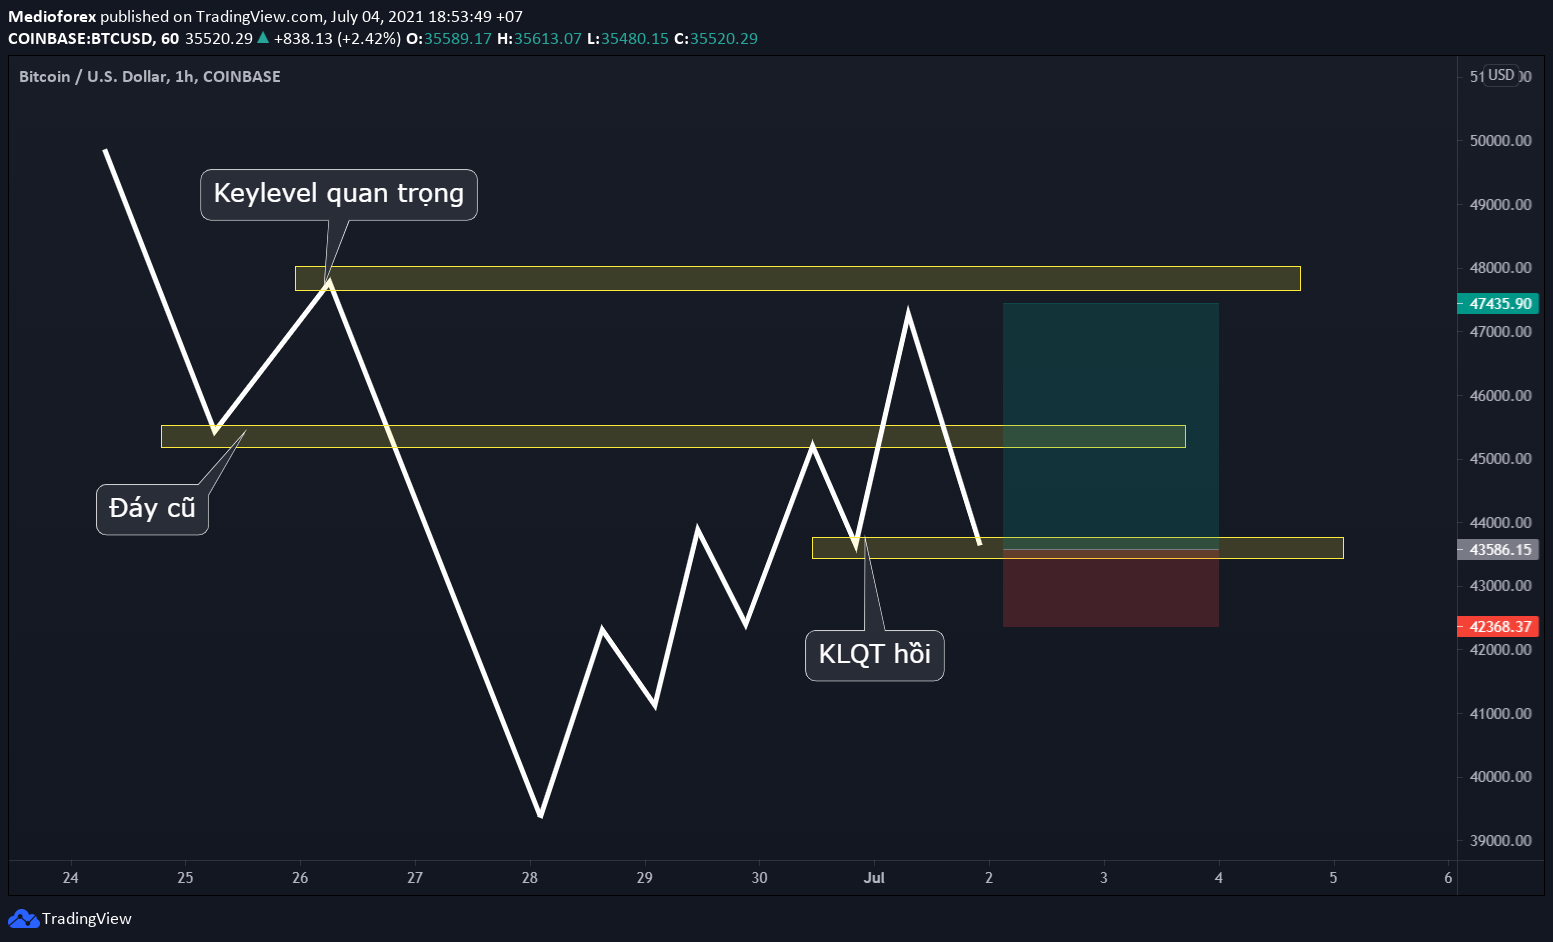 Medioforex published on TradingView.com, July 04, 2021 18:53:49 +07
COINBASE:BTCUSD, 60 35520.29 ▲ +838.13 (+2.42%) O:35589.17 H:35613.07 L:35480.15 C:35520.29
Bitcoin / U.S. Dollar, 1h, COINBASE
USD
50000.00
Keylevel quan trọng
49000.00
48000.00
47435.90
47000.00
46000.00
45000.00
Đáy cũ
44000.00
43586.15
43000.00
42368.37
KLQT hồi
42000.00
41000.00
40000.00
39000.00
24 25 26 27 28 29 30 Jul 2 3 4 5 6
TradingView